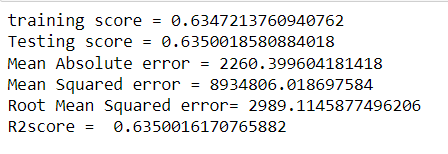 training score = 0.6347213760940762
Testing score = 0.6350018580884018
Mean Absolute error = 2260.399604181418
Mean Squared error = 8934806.018697584
Root Mean Squared error= 2989.1145877496206
R2score =  0.6350016170765882